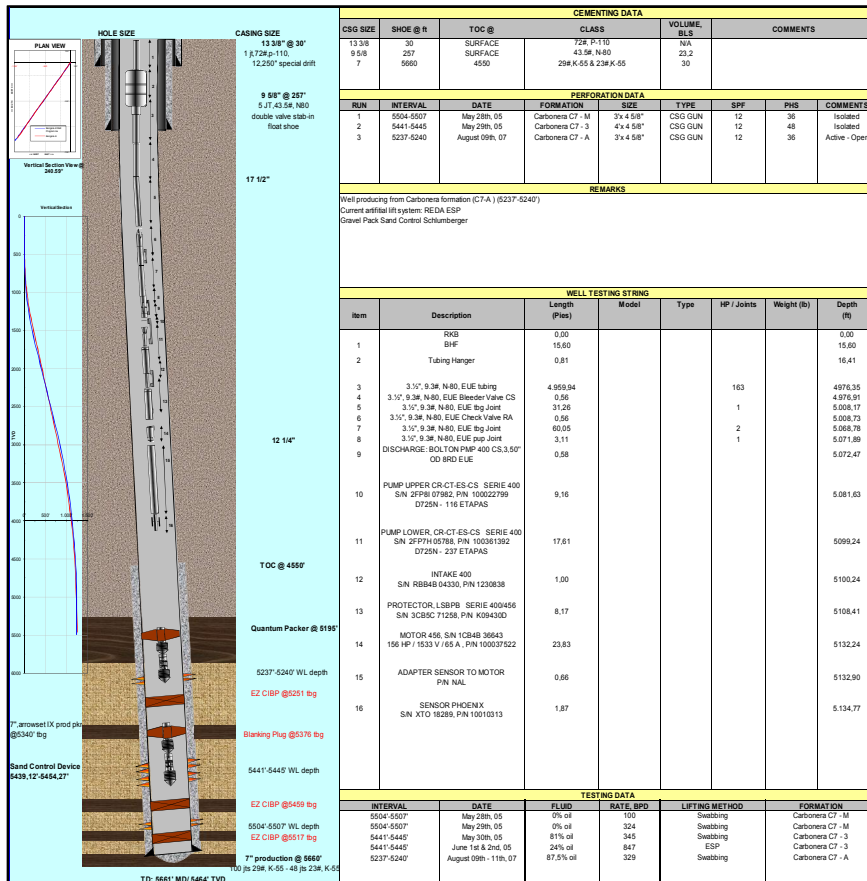 HOLE SIZE
CASING SIZE
PLAN VIEW
Vertical Section View @
240.59°
Vertical Section
0
500
1000
1500
2000
2500
3000
3500
4000
4500
5000
5500
6000
TVD
0 500' 1.000 1.500
13 3/8" @ 30'
1 jt,72#,p-110,
12,250" special drift
9 5/8" @ 257'
5 JT,43.5#, N80
double valve stab-in
float shoe
17 1/2"
12 1/4"
TOC @ 4550'
Quantum Packer @ 5195'
5237'-5240' WL depth
EZ CIBP @5251 tbg
7",arrowset IX prod pkr
@5340' tbg
Blanking Plug @5376 tbg
Sand Control Device
5439,12'-5454,27'
5441'-5445' WL depth
EZ CIBP @5459 tbg
5504'-5507' WL depth
EZ CIBP @5517 tbg
7" production @ 5660'
100 jts 29#, K-55 - 48 jts 23#, K-55
TD: 5661' MD/ 5464' TVD
CEMENTING DATA
CSG SIZE SHOE @ ft TOC @ CLASS VOLUME, BLS COMMENTS
13 3/8 30 SURFACE 72#, P-110 N/A
9 5/8 257 SURFACE 43.5#, N-80 23,2
7 5660 4550 29#,K-55 & 23#,K-55 30
PERFORATION DATA
RUN INTERVAL DATE FORMATION SIZE TYPE SPF PHS COMMENTS
1 5504-5507 May 28th, 05 Carbonera C7 - M 3'x 4 5/8" CSG GUN 12 36 Isolated
2 5441-5445 May 29th, 05 Carbonera C7 - 3 4'x 4 5/8" CSG GUN 12 48 Isolated
3 5237-5240 August 09th, 07 Carbonera C7 - A 3'x 4 5/8" CSG GUN 12 36 Active - Open
REMARKS
Well producing from Carbonera formation (C7-A ) (5237'-5240')
Current artifitial lift system: REDA ESP
Gravel Pack Sand Control Schlumberger
WELL TESTING STRING
item Description Length (Pies) Model Type HP / Joints Weight (lb) Depth (ft)
RKB 0,00 0,00
1 BHF 15,60 15,60
2 Tubing Hanger 0,81 16,41
3 3.½", 9.3#, N-80, EUE tubing 4.959,94 163 4976,35
4 3.½", 9.3#, N-80, EUE Bleeder Valve CS 0,56 4.976,91
5 3.½", 9.3#, N-80, EUE tbg Joint 31,26 1 5.008,17
6 3.½", 9.3#, N-80, EUE Check Valve RA 0,56 5.008,73
7 3.½", 9.3#, N-80, EUE tbg Joint 60,05 2 5.068,78
8 3.½", 9.3#, N-80, EUE pup Joint 3,11 1 5.071,89
9 DISCHARGE: BOLTON PMP 400 CS,3,50" 0,58 5.072,47
OD 8RD EUE
PUMP UPPER CR-CT-ES-CS SERIE 400
10 S/N 2FP8I 07982, P/N 100022799 9,16 5.081,63
D725N - 116 ETAPAS
PUMP LOWER, CR-CT-ES-CS SERIE 400
11 S/N 2FP7H 05788, P/N 100361392 17,61 5099,24
D725N - 237 ETAPAS
12 INTAKE 400 1,00 5100,24
S/N RBB4B 04330, P/N 1230838
13 PROTECTOR, LSBPB SERIE 400/456 8,17 5108,41
S/N 3CB5C 71258, P/N K09430D
14 MOTOR 456, S/N 1CB4B 36643 23,83 5132,24
156 HP / 1533 V / 65 A , P/N 100037522
15 ADAPTER SENSOR TO MOTOR 0,66 5132,90
P/N NAL
16 SENSOR PHOENIX 1,87 5.134,77
S/N XTO 18289, P/N 10010313
TESTING DATA
INTERVAL DATE FLUID RATE, BPD LIFTING METHOD FORMATION
5504'-5507' May 28th, 05 0% oil 100 Swabbing Carbonera C7 - M
5504'-5507' May 29th, 05 0% oil 324 Swabbing Carbonera C7 - M
5441'-5445' May 30th, 05 81% oil 345 Swabbing Carbonera C7 - 3
5441'-5445' June 1st & 2nd, 05 24% oil 847 ESP Carbonera C7 - 3
5237'-5240' August 09th - 11th, 07 87,5% oil 329 Swabbing Carbonera C7 - A